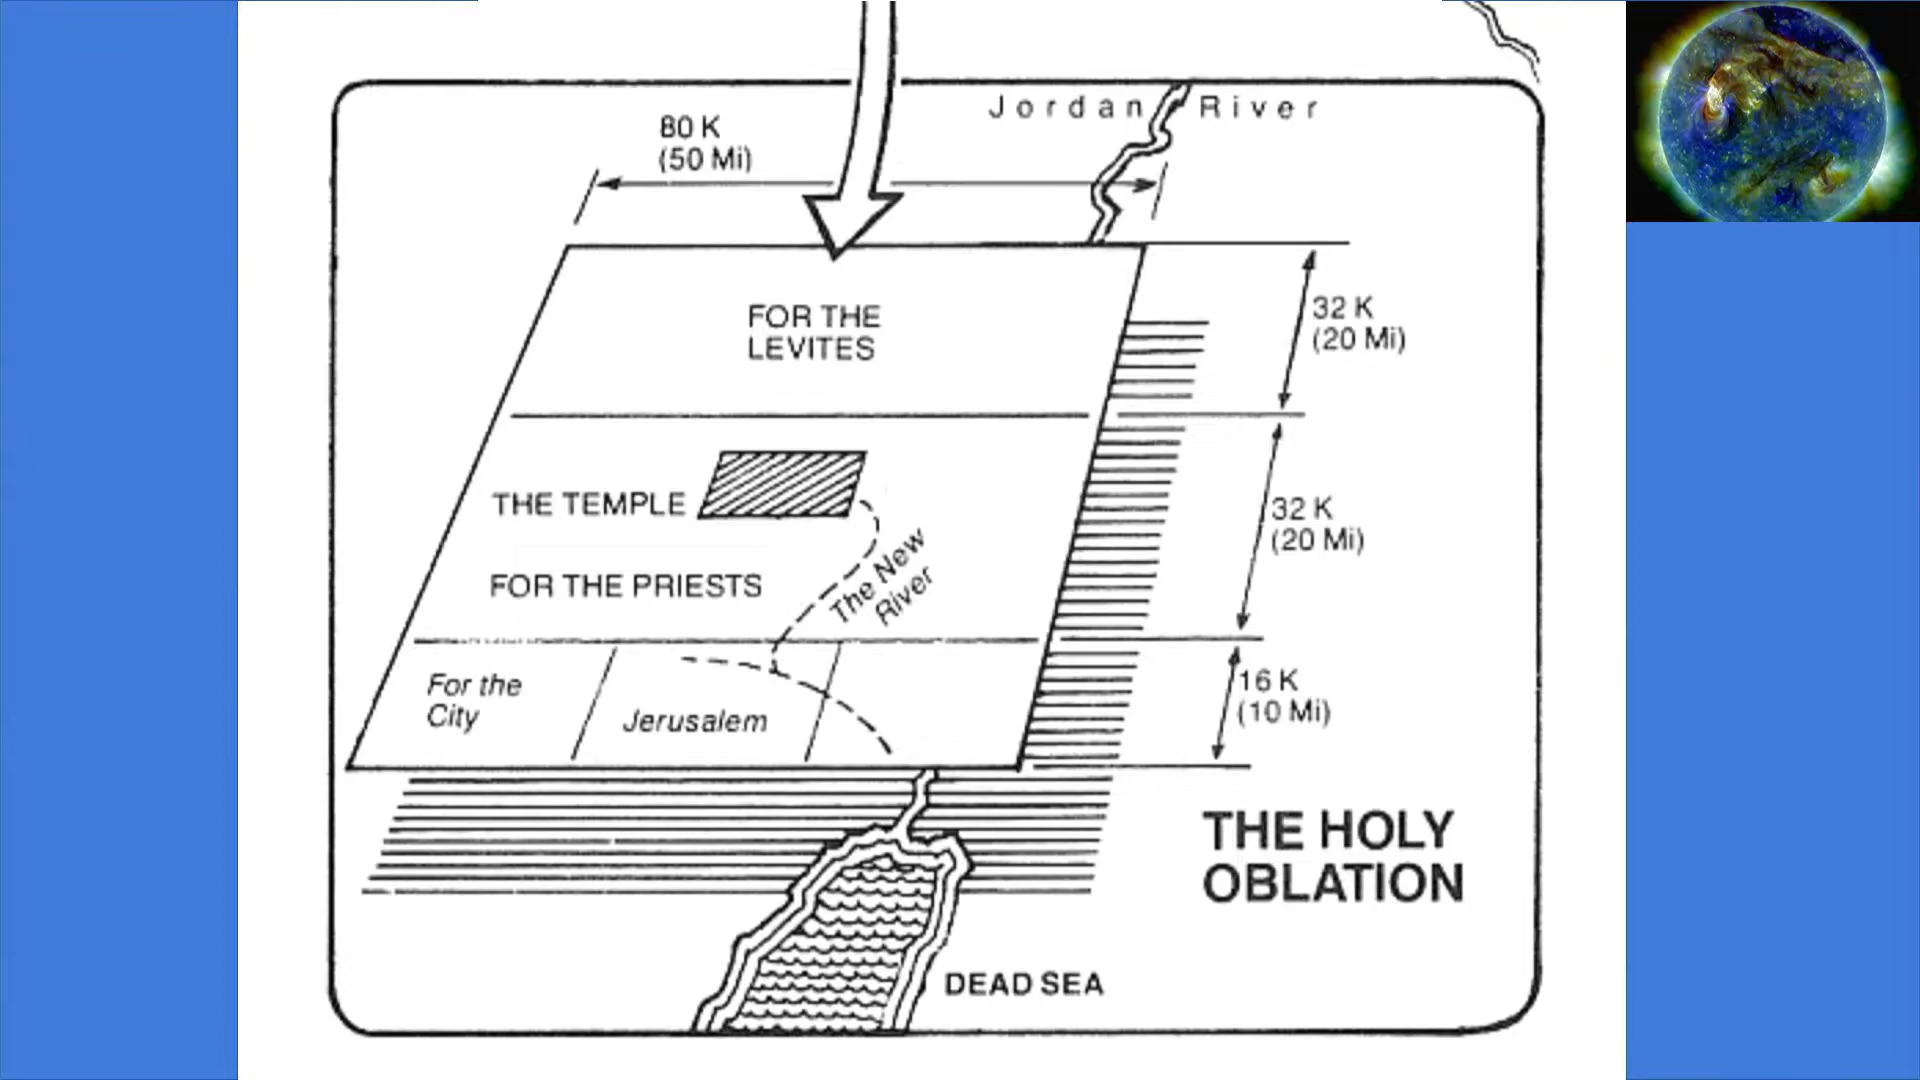 Jordan River
80 K
(50 Mi)
FOR THE
LEVITES
32 K
(20 Mi)
THE TEMPLE
32 K
(20 Mi)
The New
River
FOR THE PRIESTS
For the
City
Jerusalem
16 K
(10 Mi)
THE HOLY
OBLATION
DEAD SEA